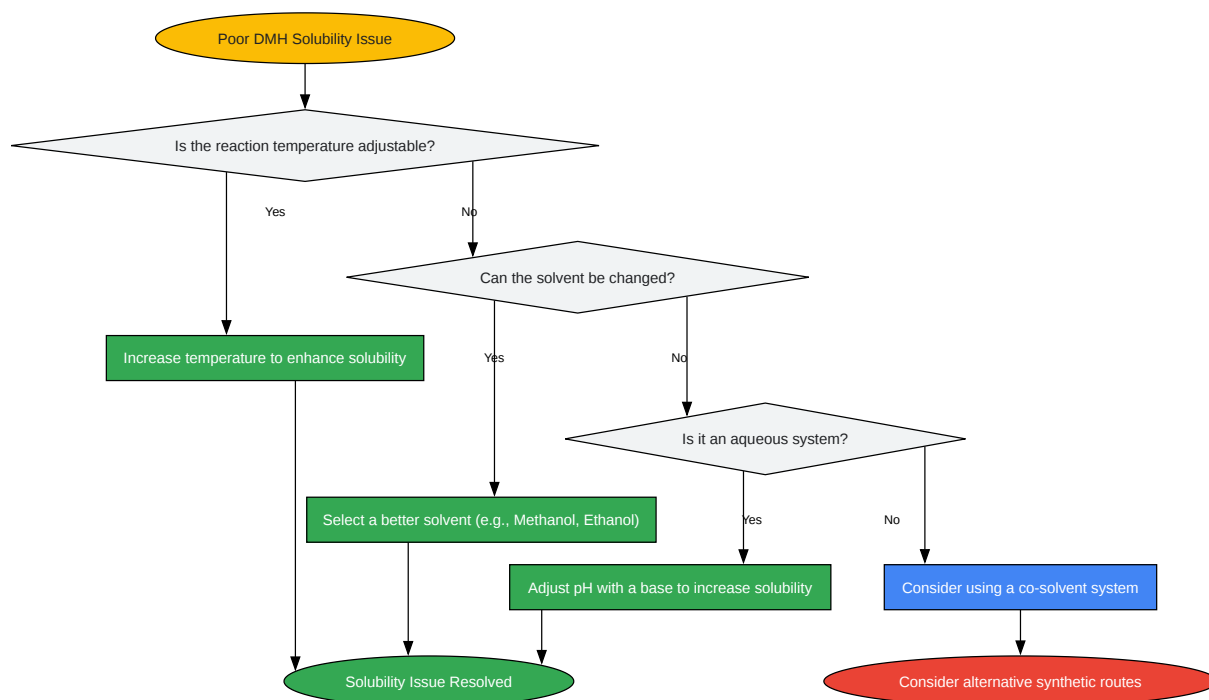 Poor DMH Solubility Issue
Is the reaction temperature adjustable?
Yes
No
Can the solvent be changed?
Increase temperature to enhance solubility
Yes
No
Is it an aqueous system?
Select a better solvent (e.g., Methanol, Ethanol)
Yes
No
Adjust pH with a base to increase solubility
Consider using a co-solvent system
Solubility Issue Resolved
Consider alternative synthetic routes